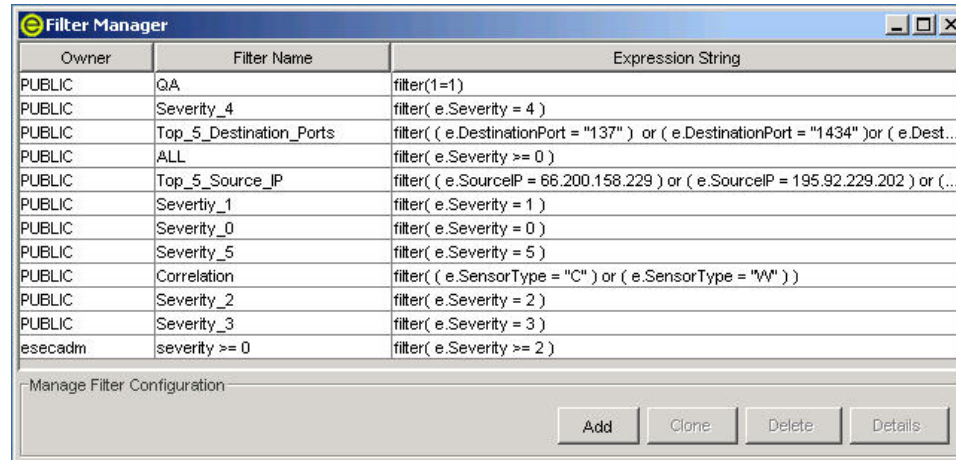 Filter Manager
Owner Filter Name Expression String
PUBLIC QA filter(1=1)
PUBLIC Severity_4 filter( e.Severity = 4 )
PUBLIC Top_5_Destination_Ports filter( ( e.DestinationPort = "137" ) or ( e.DestinationPort = "1434" )or ( e.Dest...
PUBLIC ALL filter( e.Severity >= 0 )
PUBLIC Top_5_Source_IP filter( ( e.SourceIP = 66.200.158.229 ) or ( e.SourceIP = 195.92.229.202 ) or (...
PUBLIC Severtiy_1 filter( e.Severity = 1 )
PUBLIC Severity_0 filter( e.Severity = 0 )
PUBLIC Severity_5 filter( e.Severity = 5 )
PUBLIC Correlation filter( ( e.SensorType = "C" ) or ( e.SensorType = "W" ) )
PUBLIC Severity_2 filter( e.Severity = 2 )
PUBLIC Severity_3 filter( e.Severity = 3 )
esecadm severity >= 0 filter( e.Severity >= 2 )
Manage Filter Configuration
Add Clone Delete Details